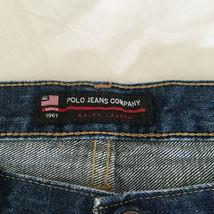 POLO JEANS COMPANY
1967
RALPH LAUREN